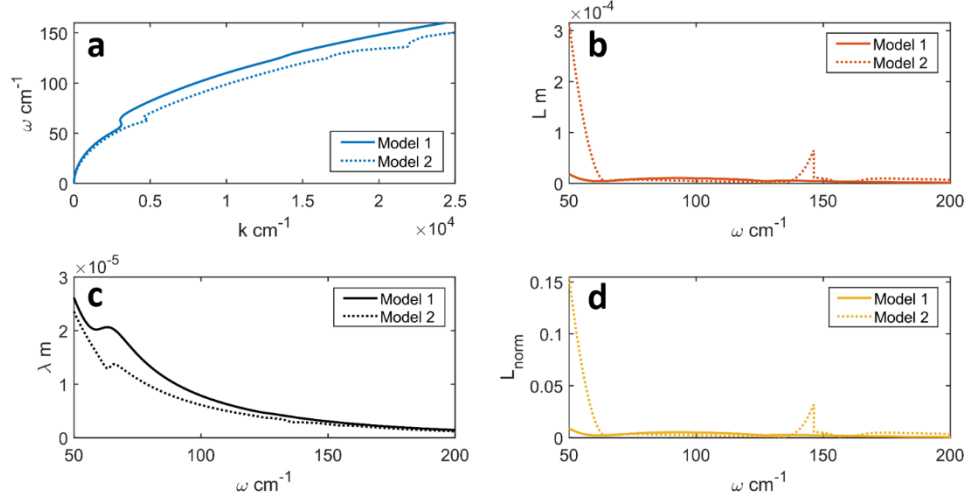 a
150
100
50
0
ω cm⁻¹
Model 1
Model 2
0 0.5 1 1.5 2 2.5
k cm⁻¹
× 10⁴
b
× 10⁻⁴
3
2
1
0
L m
Model 1
Model 2
50 100 150 200
ω cm⁻¹
c
× 10⁻⁵
3
2
1
0
λ m
Model 1
Model 2
50 100 150 200
ω cm⁻¹
d
0.15
0.1
0.05
0
L_norm
Model 1
Model 2
50 100 150 200
ω cm⁻¹